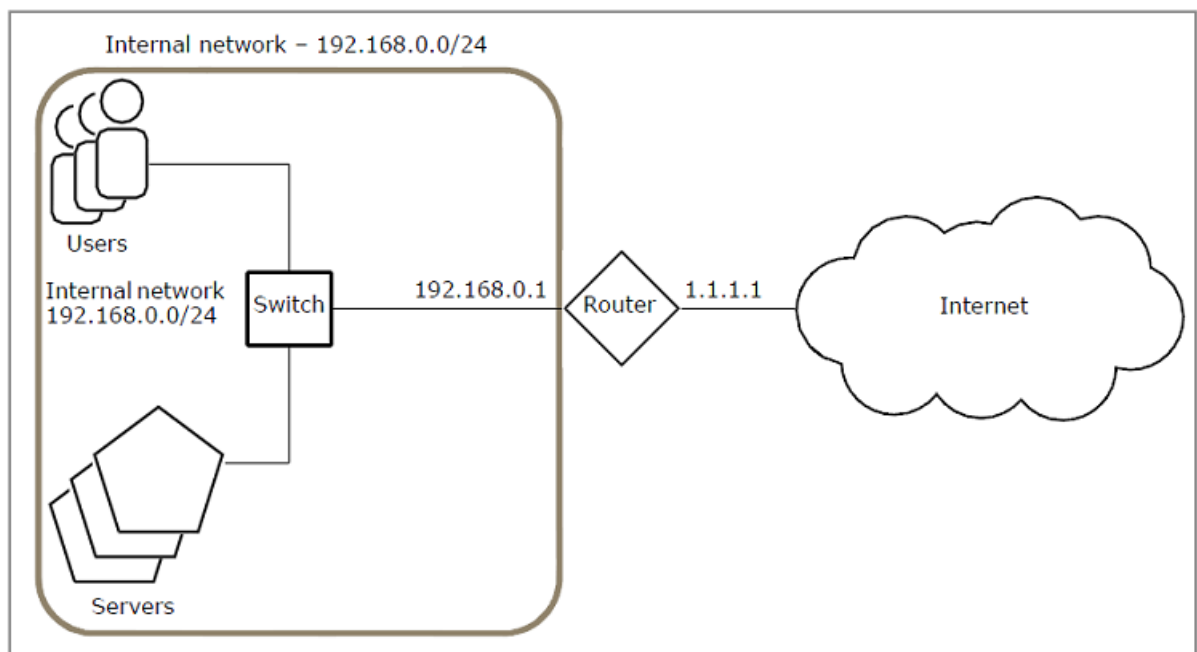 Internal network – 192.168.0.0/24
Users
Internal network
192.168.0.0/24
Switch
192.168.0.1
Router
1.1.1.1
Internet
Servers